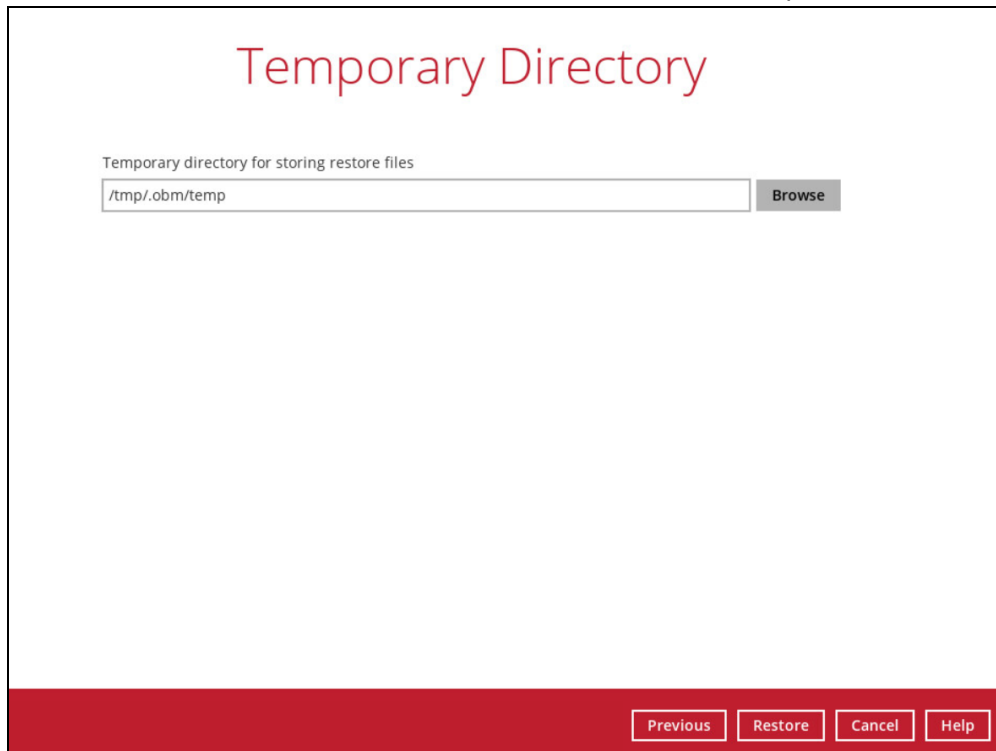 Temporary Directory
Temporary directory for storing restore files
/tmp/.obm/temp Browse
Previous Restore Cancel Help